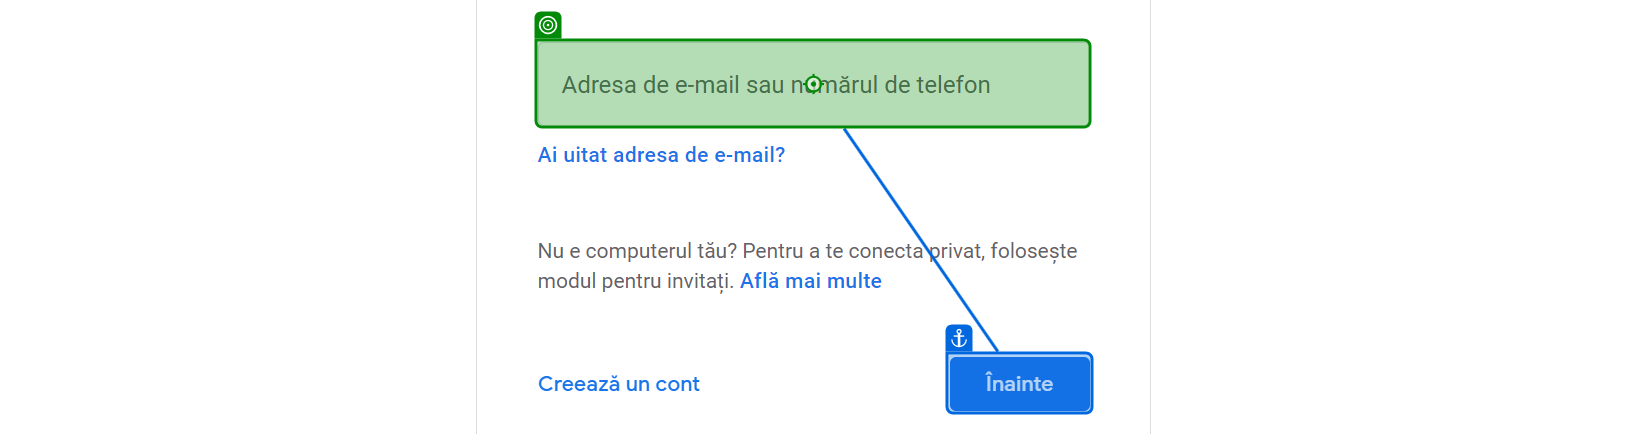 Adresa de e-mail sau numărul de telefon
Ai uitat adresa de e-mail?
Nu e computerul tău? Pentru a te conecta privat, folosește
modul pentru invitați. Află mai multe
Creează un cont
Înainte